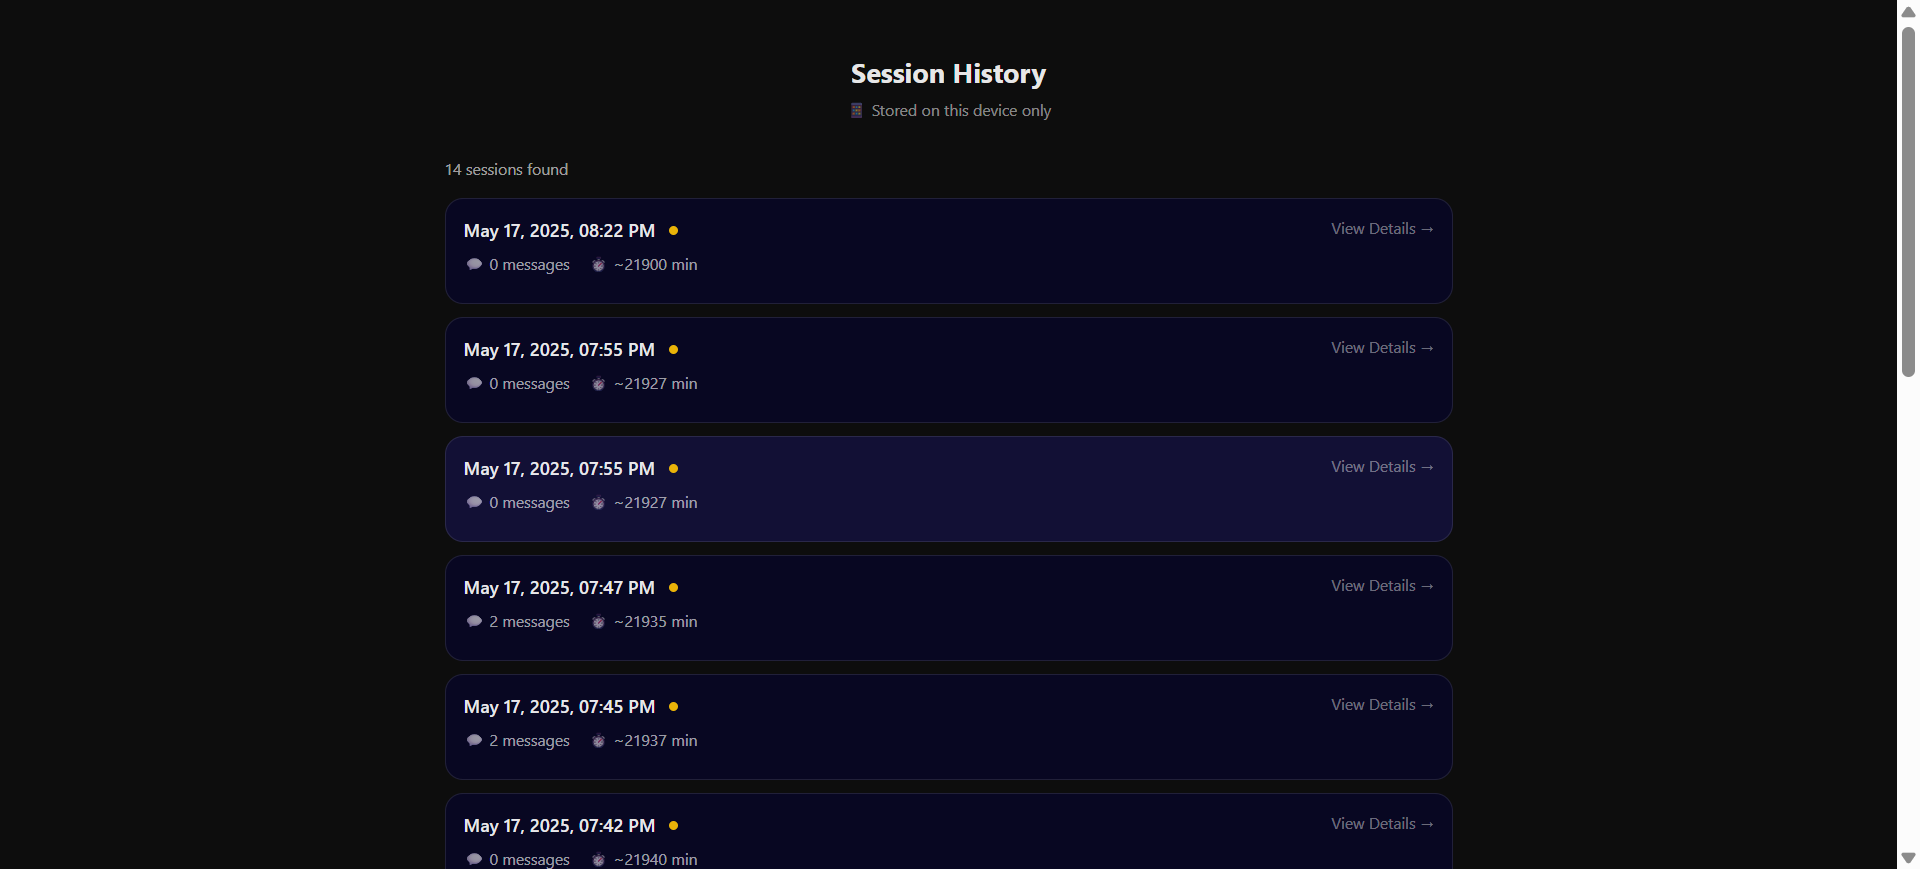 Session History
Stored on this device only
14 sessions found
May 17, 2025, 08:22 PM
View Details →
0 messages ~21900 min
May 17, 2025, 07:55 PM
View Details →
0 messages ~21927 min
May 17, 2025, 07:55 PM
View Details →
0 messages ~21927 min
May 17, 2025, 07:47 PM
View Details →
2 messages ~21935 min
May 17, 2025, 07:45 PM
View Details →
2 messages ~21937 min
May 17, 2025, 07:42 PM
View Details →
0 messages ~21940 min